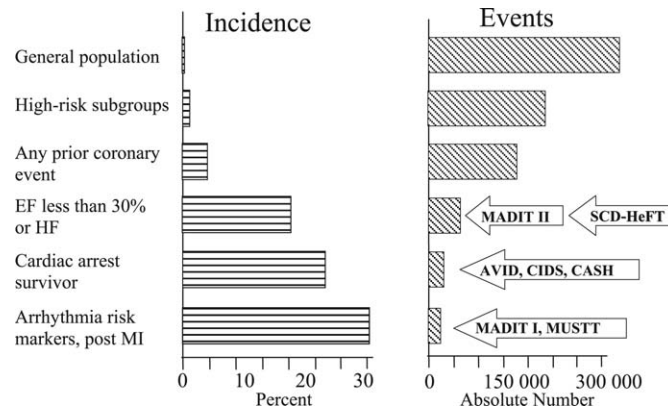 Incidence
Events
General population
High-risk subgroups
Any prior coronary
event
EF less than 30%
or HF
MADIT II
SCD-HeFT
Cardiac arrest
survivor
AVID, CIDS, CASH
Arrhythmia risk
markers, post MI
MADIT I, MUSTT
0 10 20 30
Percent
0 150 000 300 000
Absolute Number